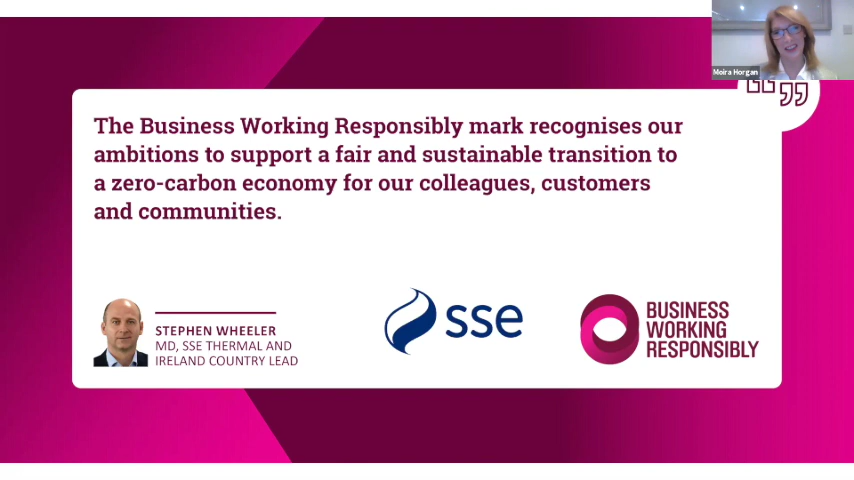 Moira Horgan
The Business Working Responsibly mark recognises our
ambitions to support a fair and sustainable transition to
a zero-carbon economy for our colleagues, customers
and communities.
STEPHEN WHEELER
MD, SSE THERMAL AND
IRELAND COUNTRY LEAD
sse
BUSINESS
WORKING
RESPONSIBLY